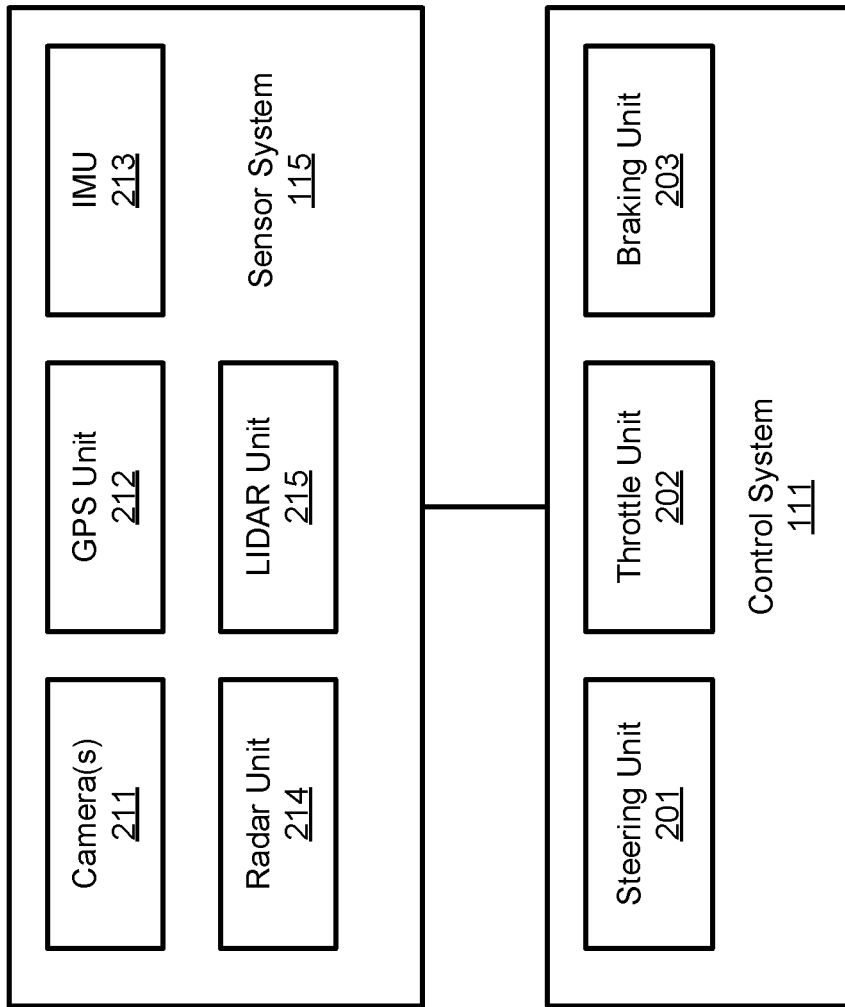 Camera(s)
211
GPS Unit
212
IMU
213
Radar Unit
214
LIDAR Unit
215
Sensor System
115
Steering Unit
201
Throttle Unit
202
Braking Unit
203
Control System
111